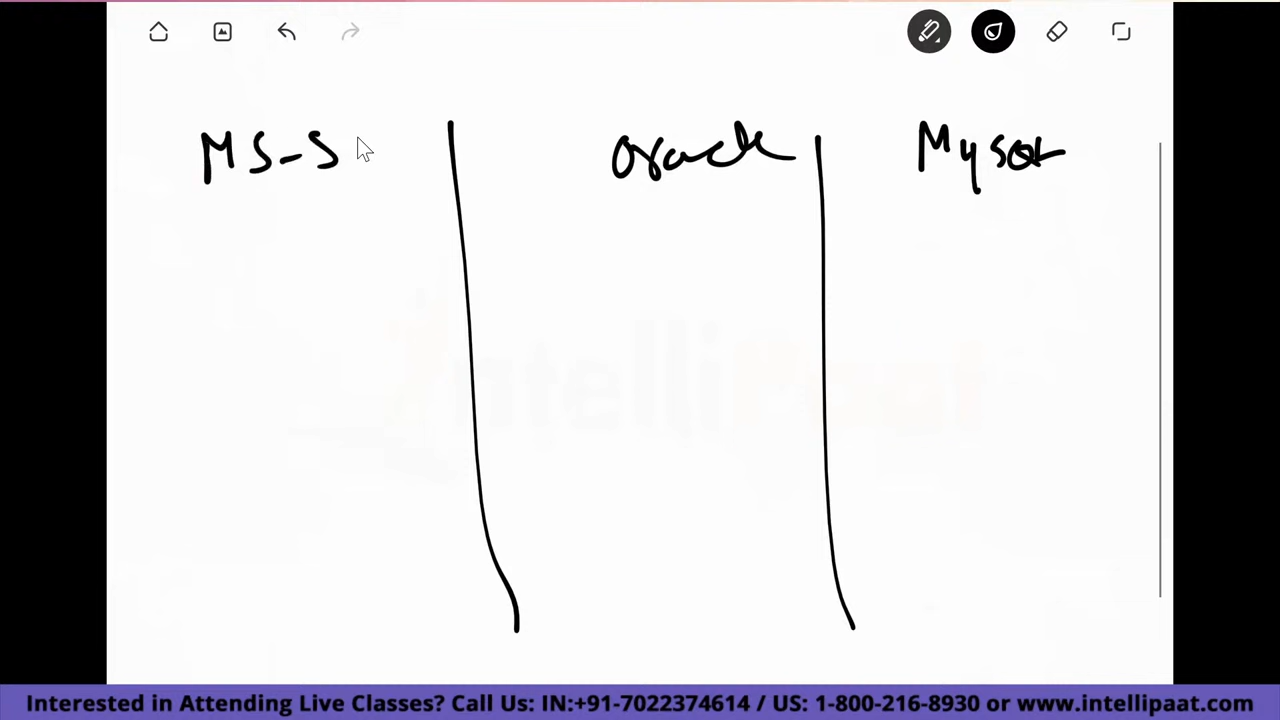 MS-S Oracle Mysql
Intellipaat
Interested in Attending Live Classes? Call Us: IN:+91-7022374614 / US: 1-800-216-8930 or www.intellipaat.com